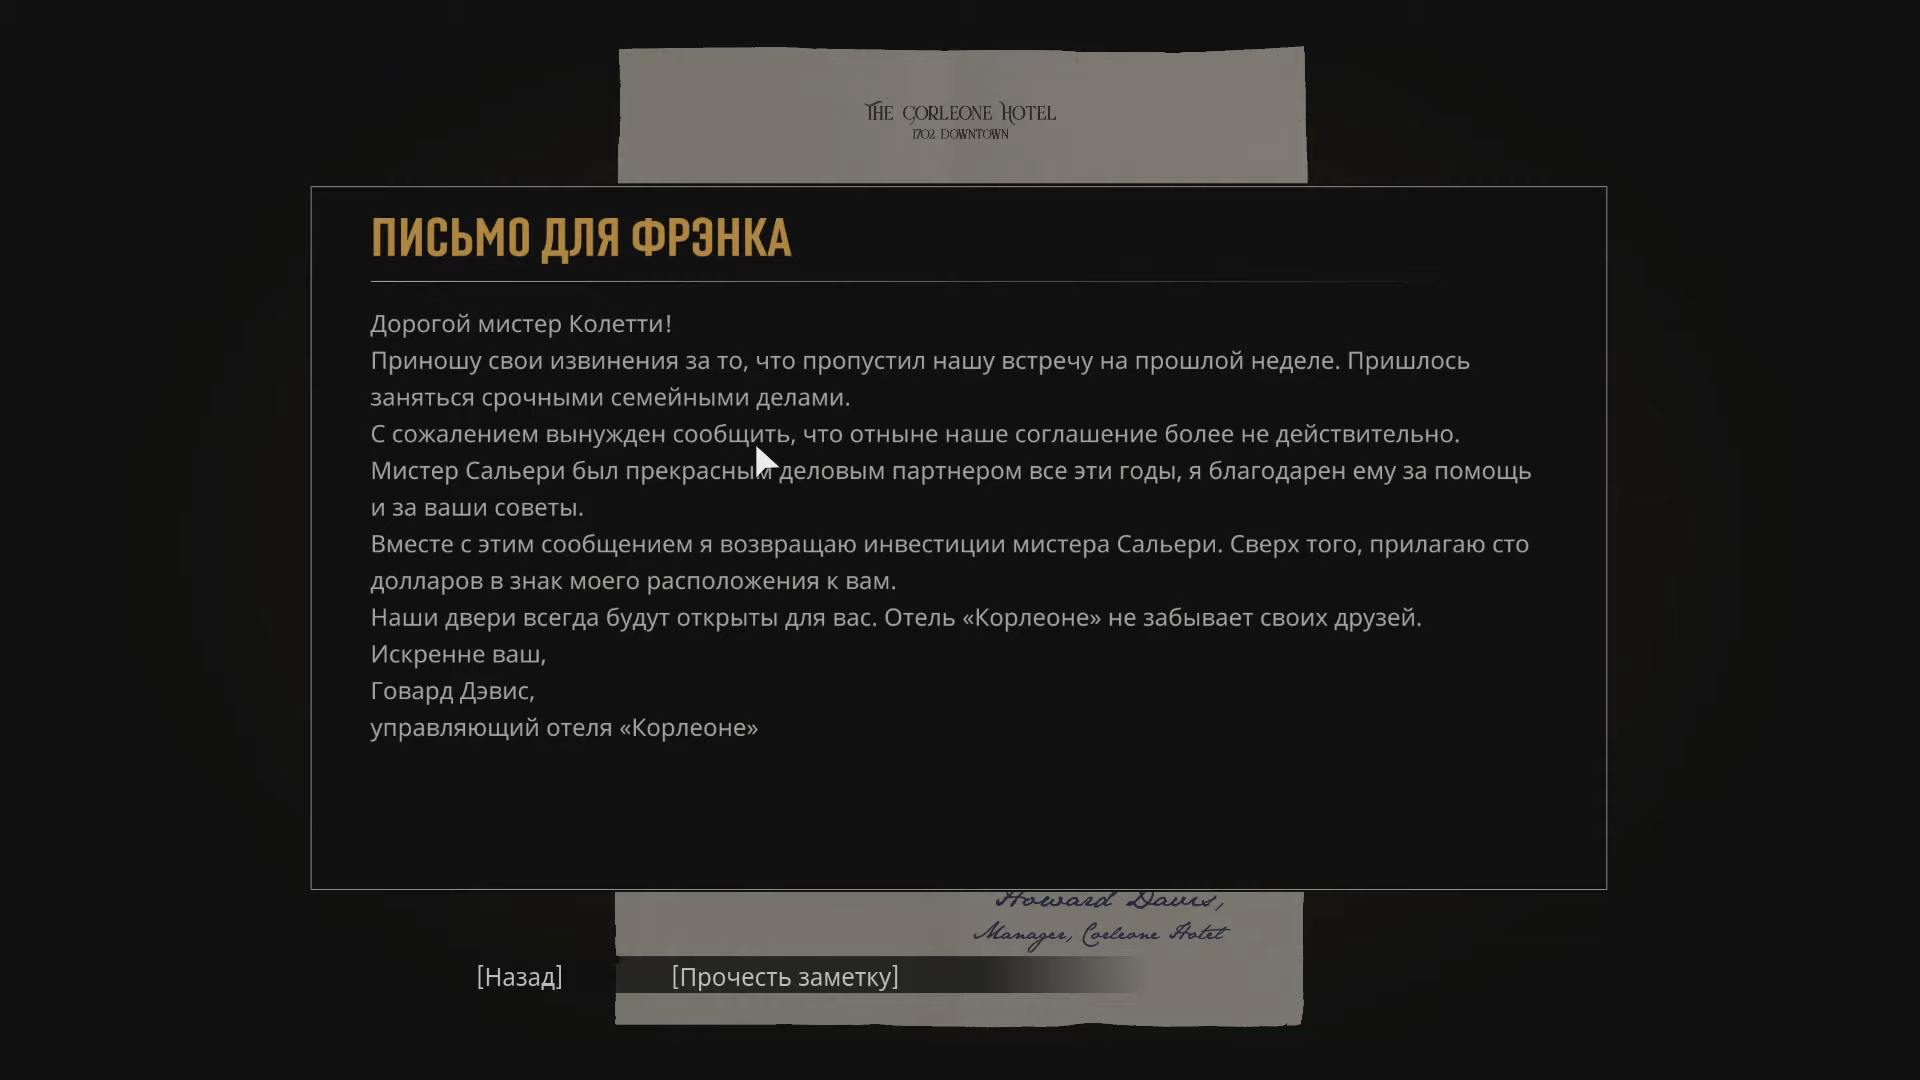 THE CORLEONE HOTEL
1702 DOWNTOWN
ПИСЬМО ДЛЯ ФРЭНКА
Дорогой мистер Колетти!
Приношу свои извинения за то, что пропустил нашу встречу на прошлой неделе. Пришлось
заняться срочными семейными делами.
С сожалением вынужден сообщить, что отныне наше соглашение более не действительно.
Мистер Сальери был прекрасным деловым партнером все эти годы, я благодарен ему за помощь
и за ваши советы.
Вместе с этим сообщением я возвращаю инвестиции мистера Сальери. Сверх того, прилагаю сто
долларов в знак моего расположения к вам.
Наши двери всегда будут открыты для вас. Отель «Корлеоне» не забывает своих друзей.
Искренне ваш,
Говард Дэвис,
управляющий отеля «Корлеоне»
Howard Davis,
Manager, Corleone Hotel
[Назад] [Прочесть заметку]